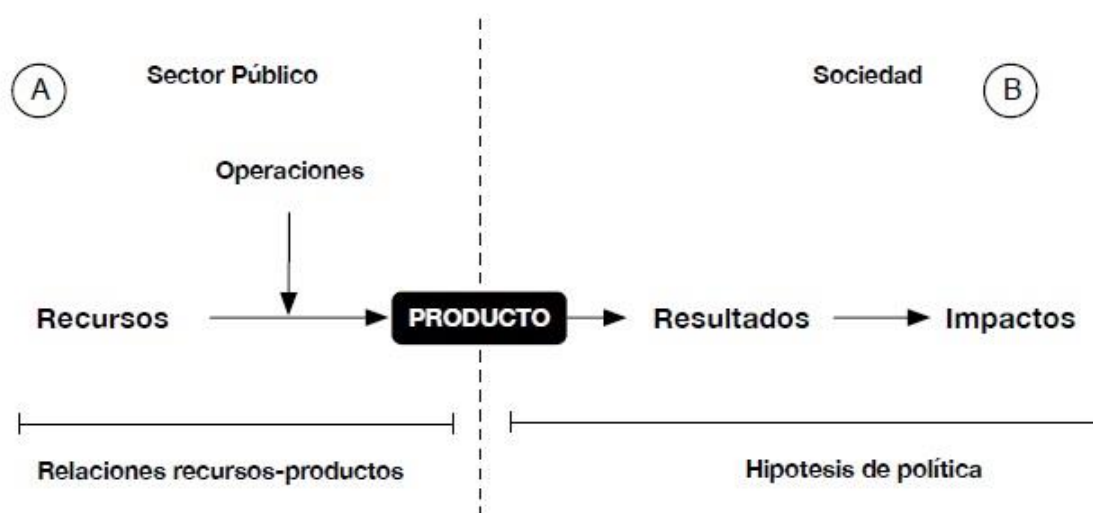 A
Sector Público
Sociedad
B
Operaciones
Recursos
PRODUCTO
Resultados
Impactos
Relaciones recursos-productos
Hipotesis de política